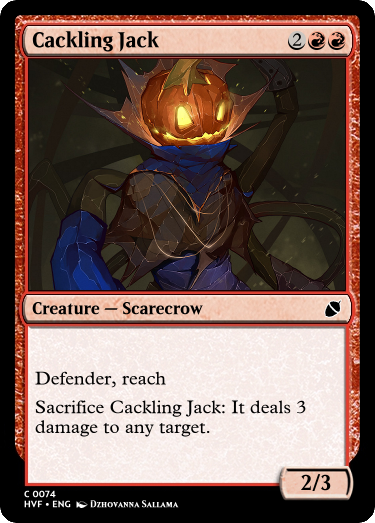 Cackling Jack 2
Creature — Scarecrow
Defender, reach
Sacrifice Cackling Jack: It deals 3
damage to any target.
2/3
C 0074
HVF • ENG Dzhovanna Sallama